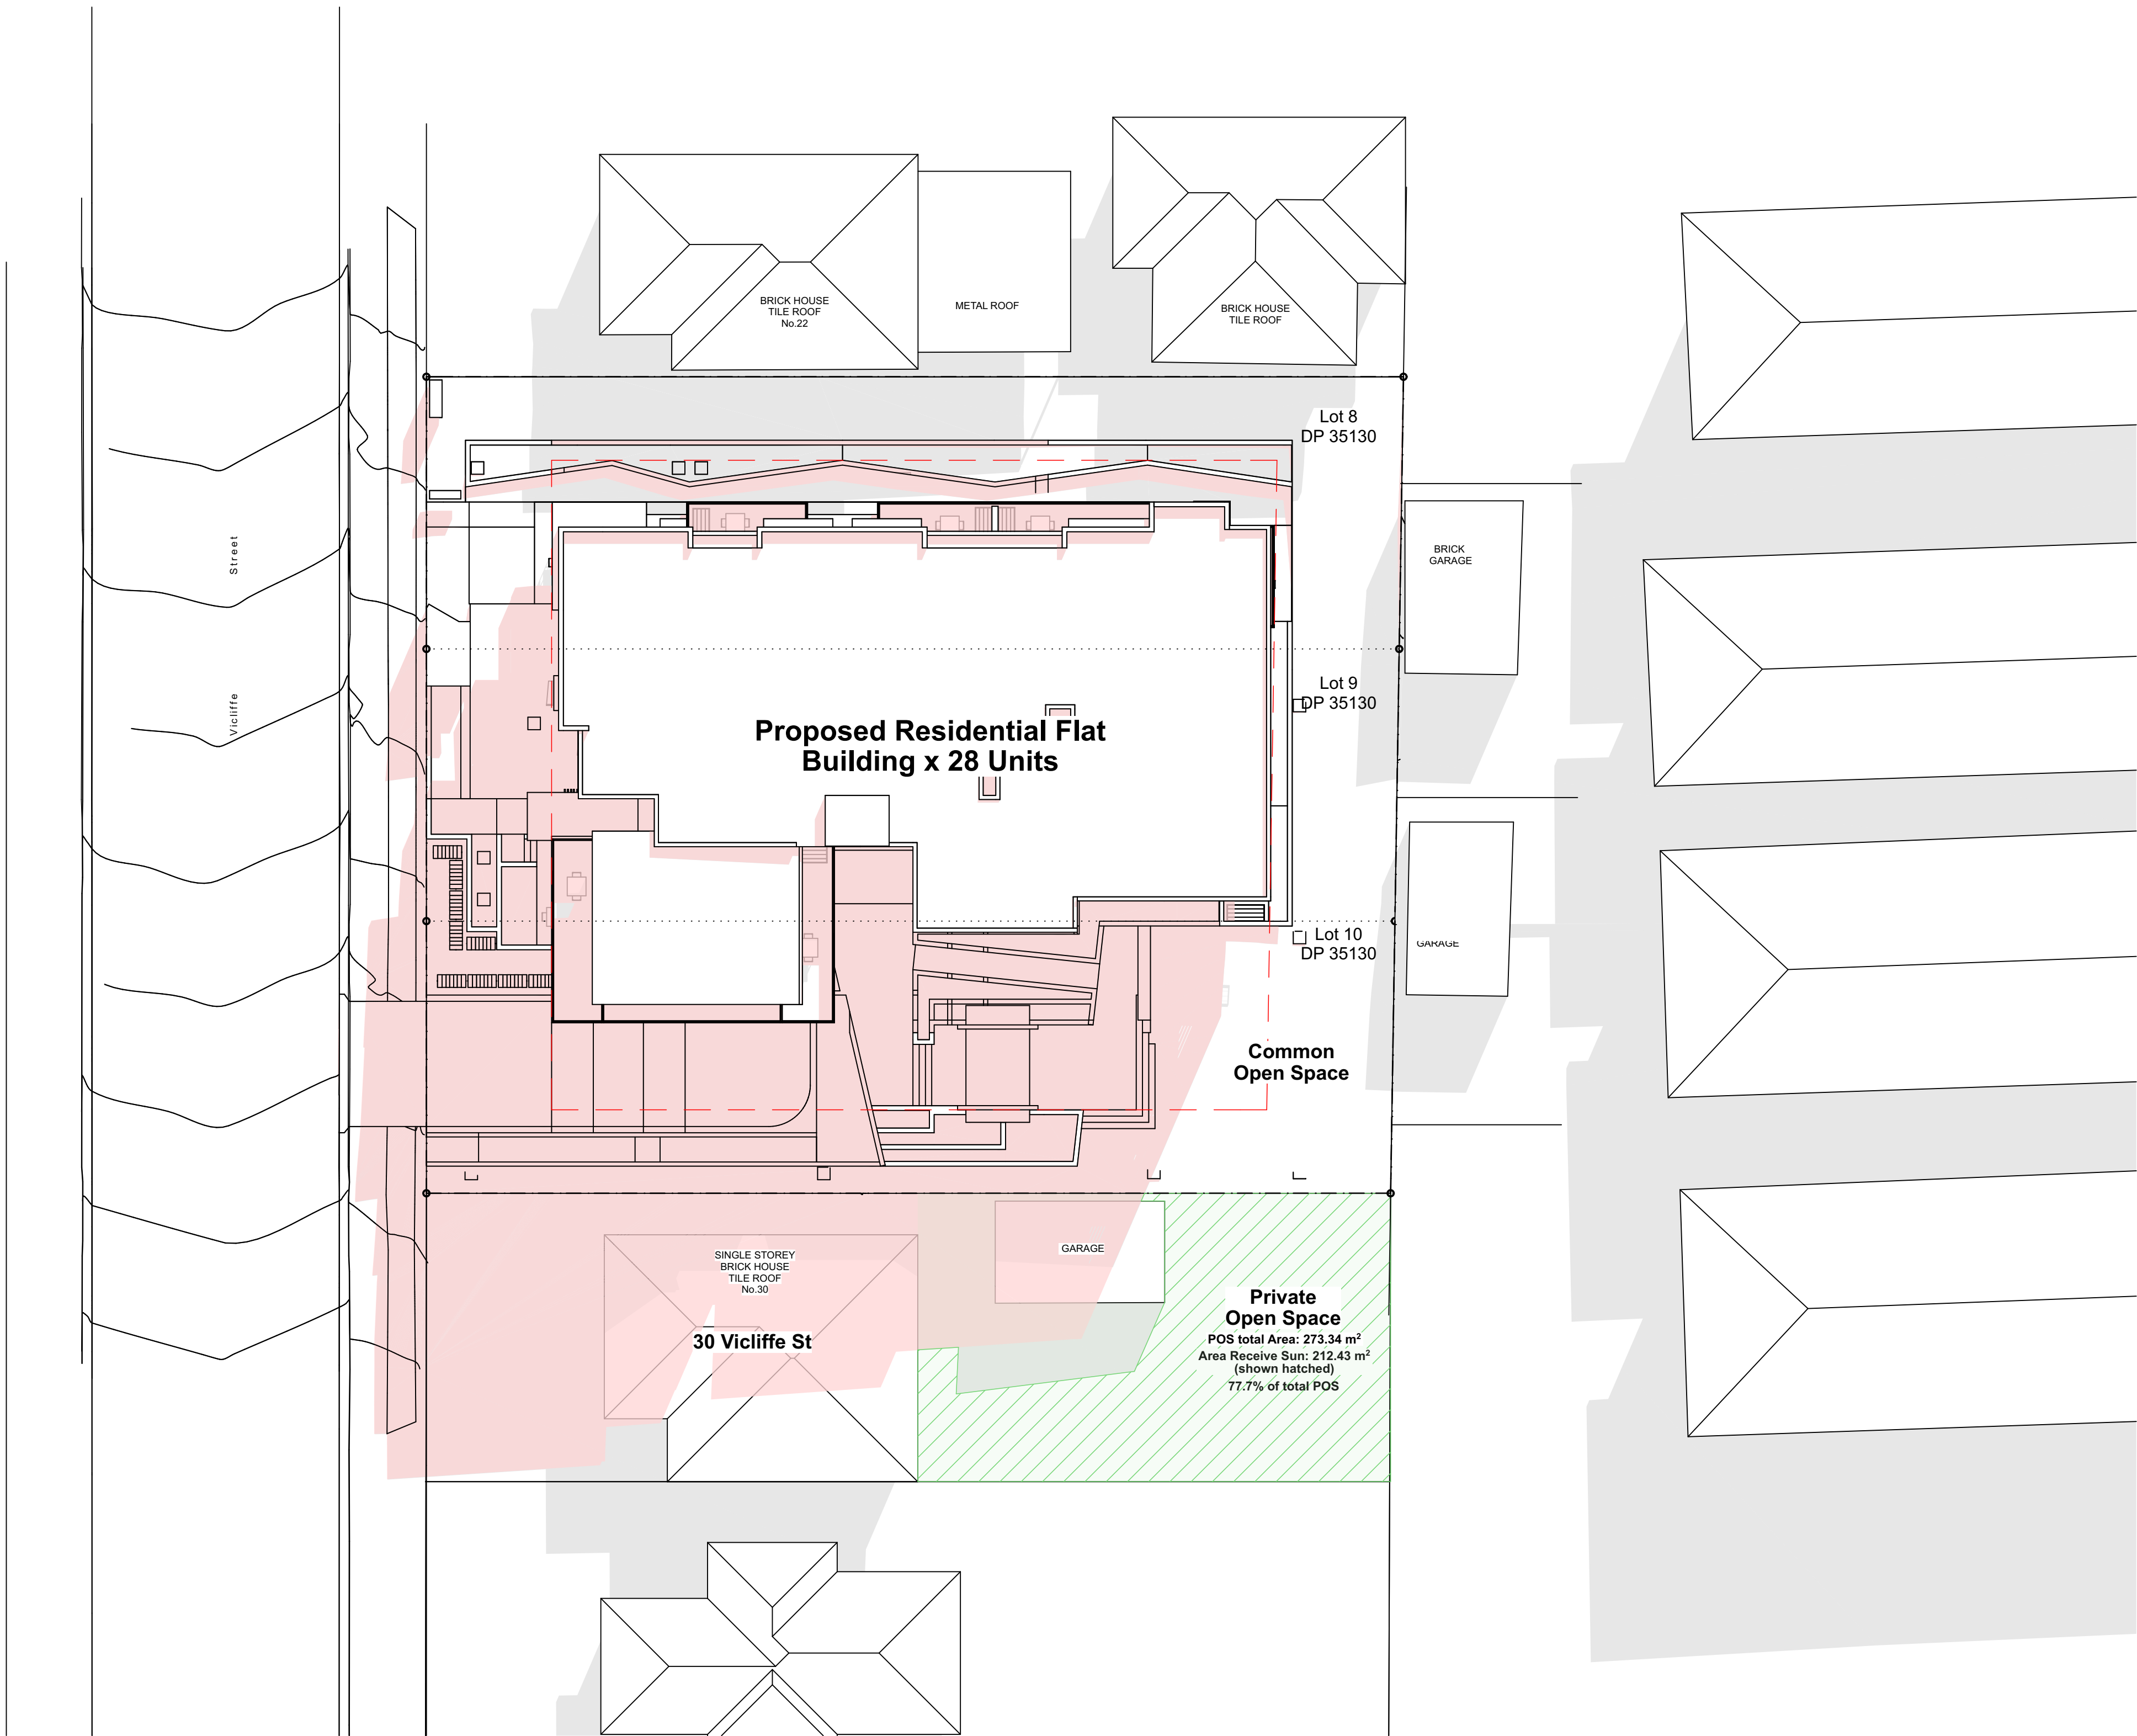 BRICK HOUSE
TILE ROOF
No.22
METAL ROOF
BRICK HOUSE
TILE ROOF
Lot 8
DP 35130
Street
Vicliffe
BRICK
GARAGE
Lot 9
DP 35130
Proposed Residential Flat
Building x 28 Units
Lot 10
DP 35130
GARAGE
Common
Open Space
SINGLE STOREY
BRICK HOUSE
TILE ROOF
No.30
30 Vicliffe St
GARAGE
Private
Open Space
POS total Area: 273.34 m²
Area Receive Sun: 212.43 m²
(shown hatched)
77.7% of total POS